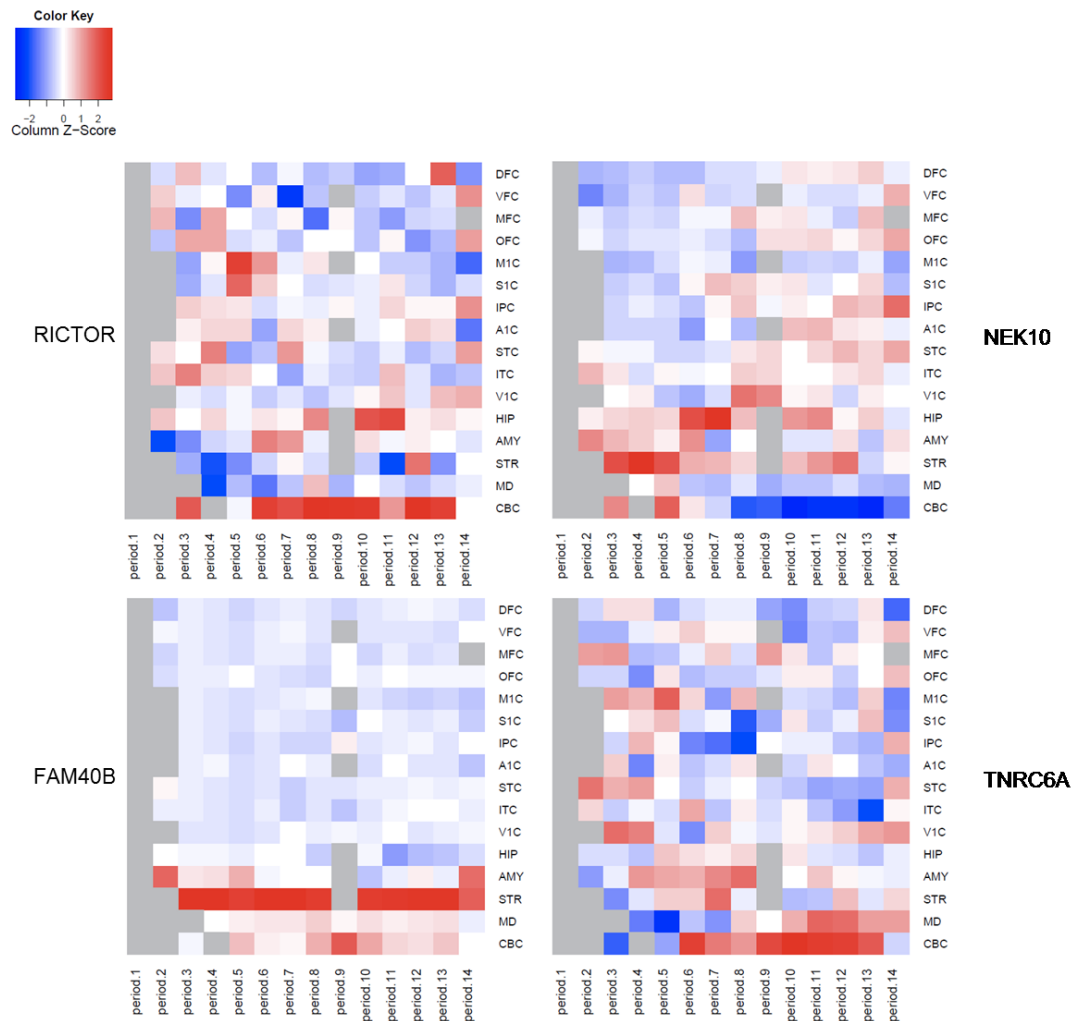 Color Key
−2 0 1 2
Column Z−Score
RICTOR
DFC
VFC
MFC
OFC
M1C
S1C
IPC
A1C
STC
ITC
V1C
HIP
AMY
STR
MD
CBC
period.1 period.2 period.3 period.4 period.5 period.6 period.7 period.8 period.9 period.10 period.11 period.12 period.13 period.14
DFC
VFC
MFC
OFC
M1C
S1C
IPC
A1C
STC
ITC
V1C
HIP
AMY
STR
MD
CBC
NEK10
period.1 period.2 period.3 period.4 period.5 period.6 period.7 period.8 period.9 period.10 period.11 period.12 period.13 period.14
FAM40B
DFC
VFC
MFC
OFC
M1C
S1C
IPC
A1C
STC
ITC
V1C
HIP
AMY
STR
MD
CBC
period.1 period.2 period.3 period.4 period.5 period.6 period.7 period.8 period.9 period.10 period.11 period.12 period.13 period.14
DFC
VFC
MFC
OFC
M1C
S1C
IPC
A1C
STC
ITC
V1C
HIP
AMY
STR
MD
CBC
TNRC6A
period.1 period.2 period.3 period.4 period.5 period.6 period.7 period.8 period.9 period.10 period.11 period.12 period.13 period.14